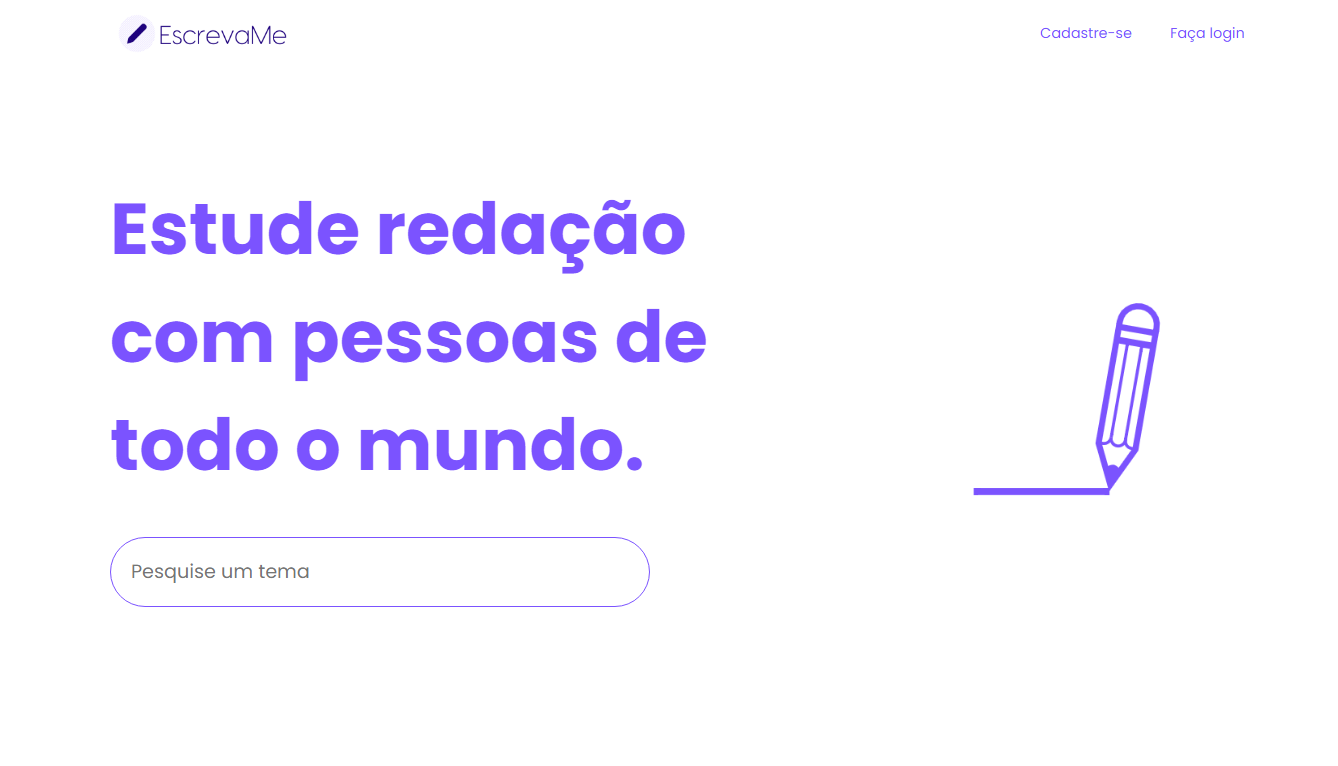 EscrevaMe
Cadastre-se
Faça login
Estude redação
com pessoas de
todo o mundo.
Pesquise um tema